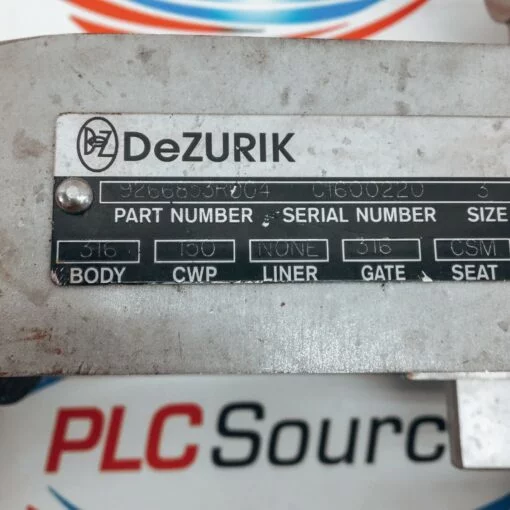 DeZURIK
9266853R004 C1600220 3
PART NUMBER SERIAL NUMBER SIZE
316 150 NONE 316 CSM
BODY CWP LINER GATE SEAT
PLC Sourc